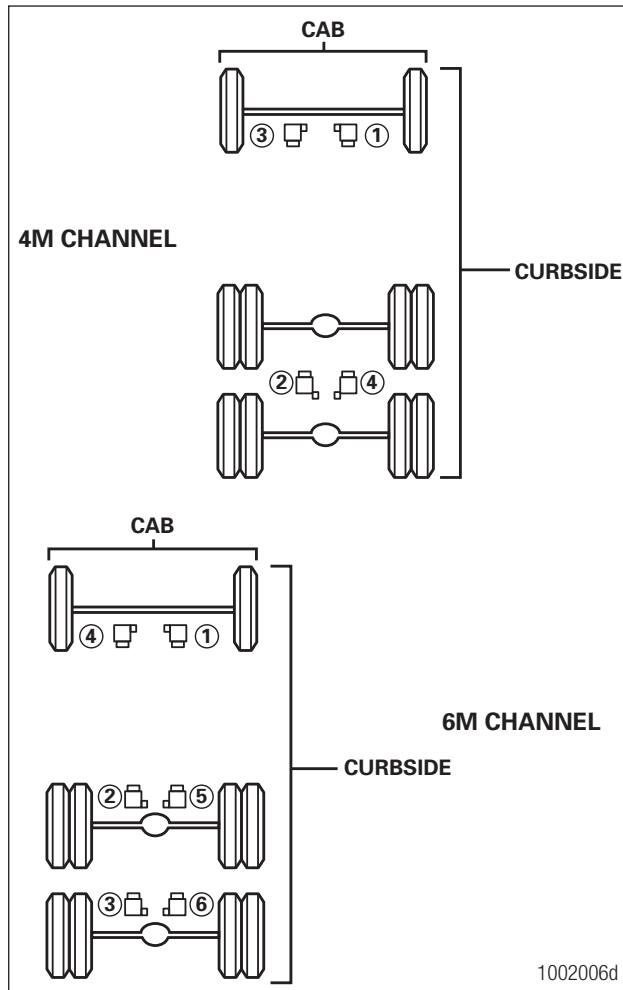 CAB
③ ①
4M CHANNEL
CURBSIDE
② ④
CAB
④ ①
6M CHANNEL
CURBSIDE
② ⑤
③ ⑥
1002006d